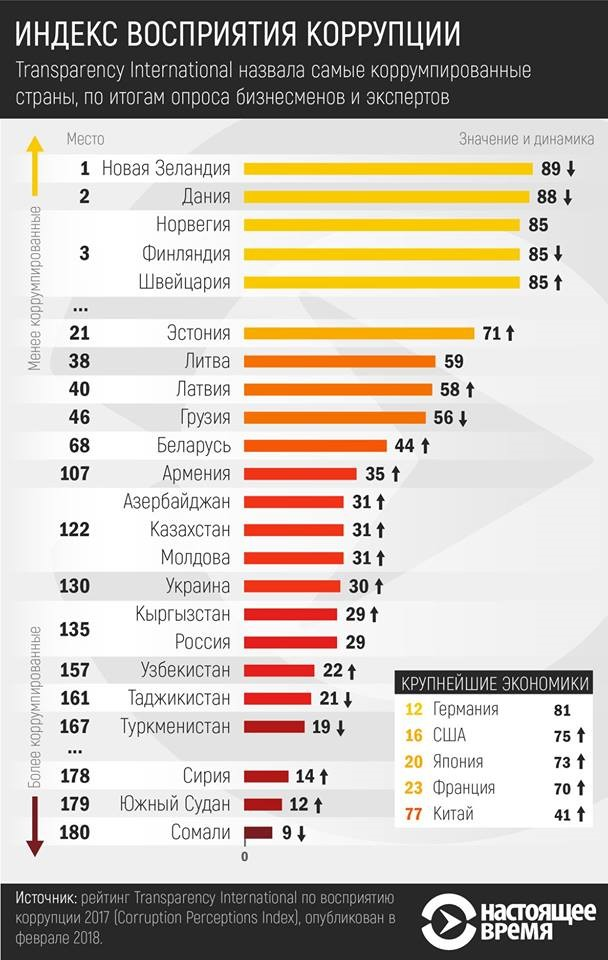 ИНДЕКС ВОСПРИЯТИЯ КОРРУПЦИИ
Transparency International назвала самые коррумпированные
страны, по итогам опроса бизнесменов и экспертов
Место
Значение и динамика
Менее коррумпированные
1 Новая Зеландия 89 ↓
2 Дания 88 ↓
Норвегия 85
3 Финляндия 85 ↓
Швейцария 85 ↑
...
21 Эстония 71 ↑
38 Литва 59
40 Латвия 58 ↑
46 Грузия 56 ↓
68 Беларусь 44 ↑
107 Армения 35 ↑
Азербайджан 31 ↑
122 Казахстан 31 ↑
Молдова 31 ↑
130 Украина 30 ↑
135 Кыргызстан 29 ↑
Россия 29
157 Узбекистан 22 ↑
161 Таджикистан 21 ↓
167 Туркменистан 19 ↓
...
178 Сирия 14 ↑
179 Южный Судан 12 ↑
180 Сомали 9 ↓
0
Более коррумпированные
КРУПНЕЙШИЕ ЭКОНОМИКИ
12 Германия 81
16 США 75 ↑
20 Япония 73 ↑
23 Франция 70 ↑
77 Китай 41 ↑
Источник: рейтинг Transparency International по восприятию
коррупции 2017 (Corruption Perceptions Index), опубликован в
феврале 2018.
НАСТОЯЩЕЕ
ВРЕМЯ